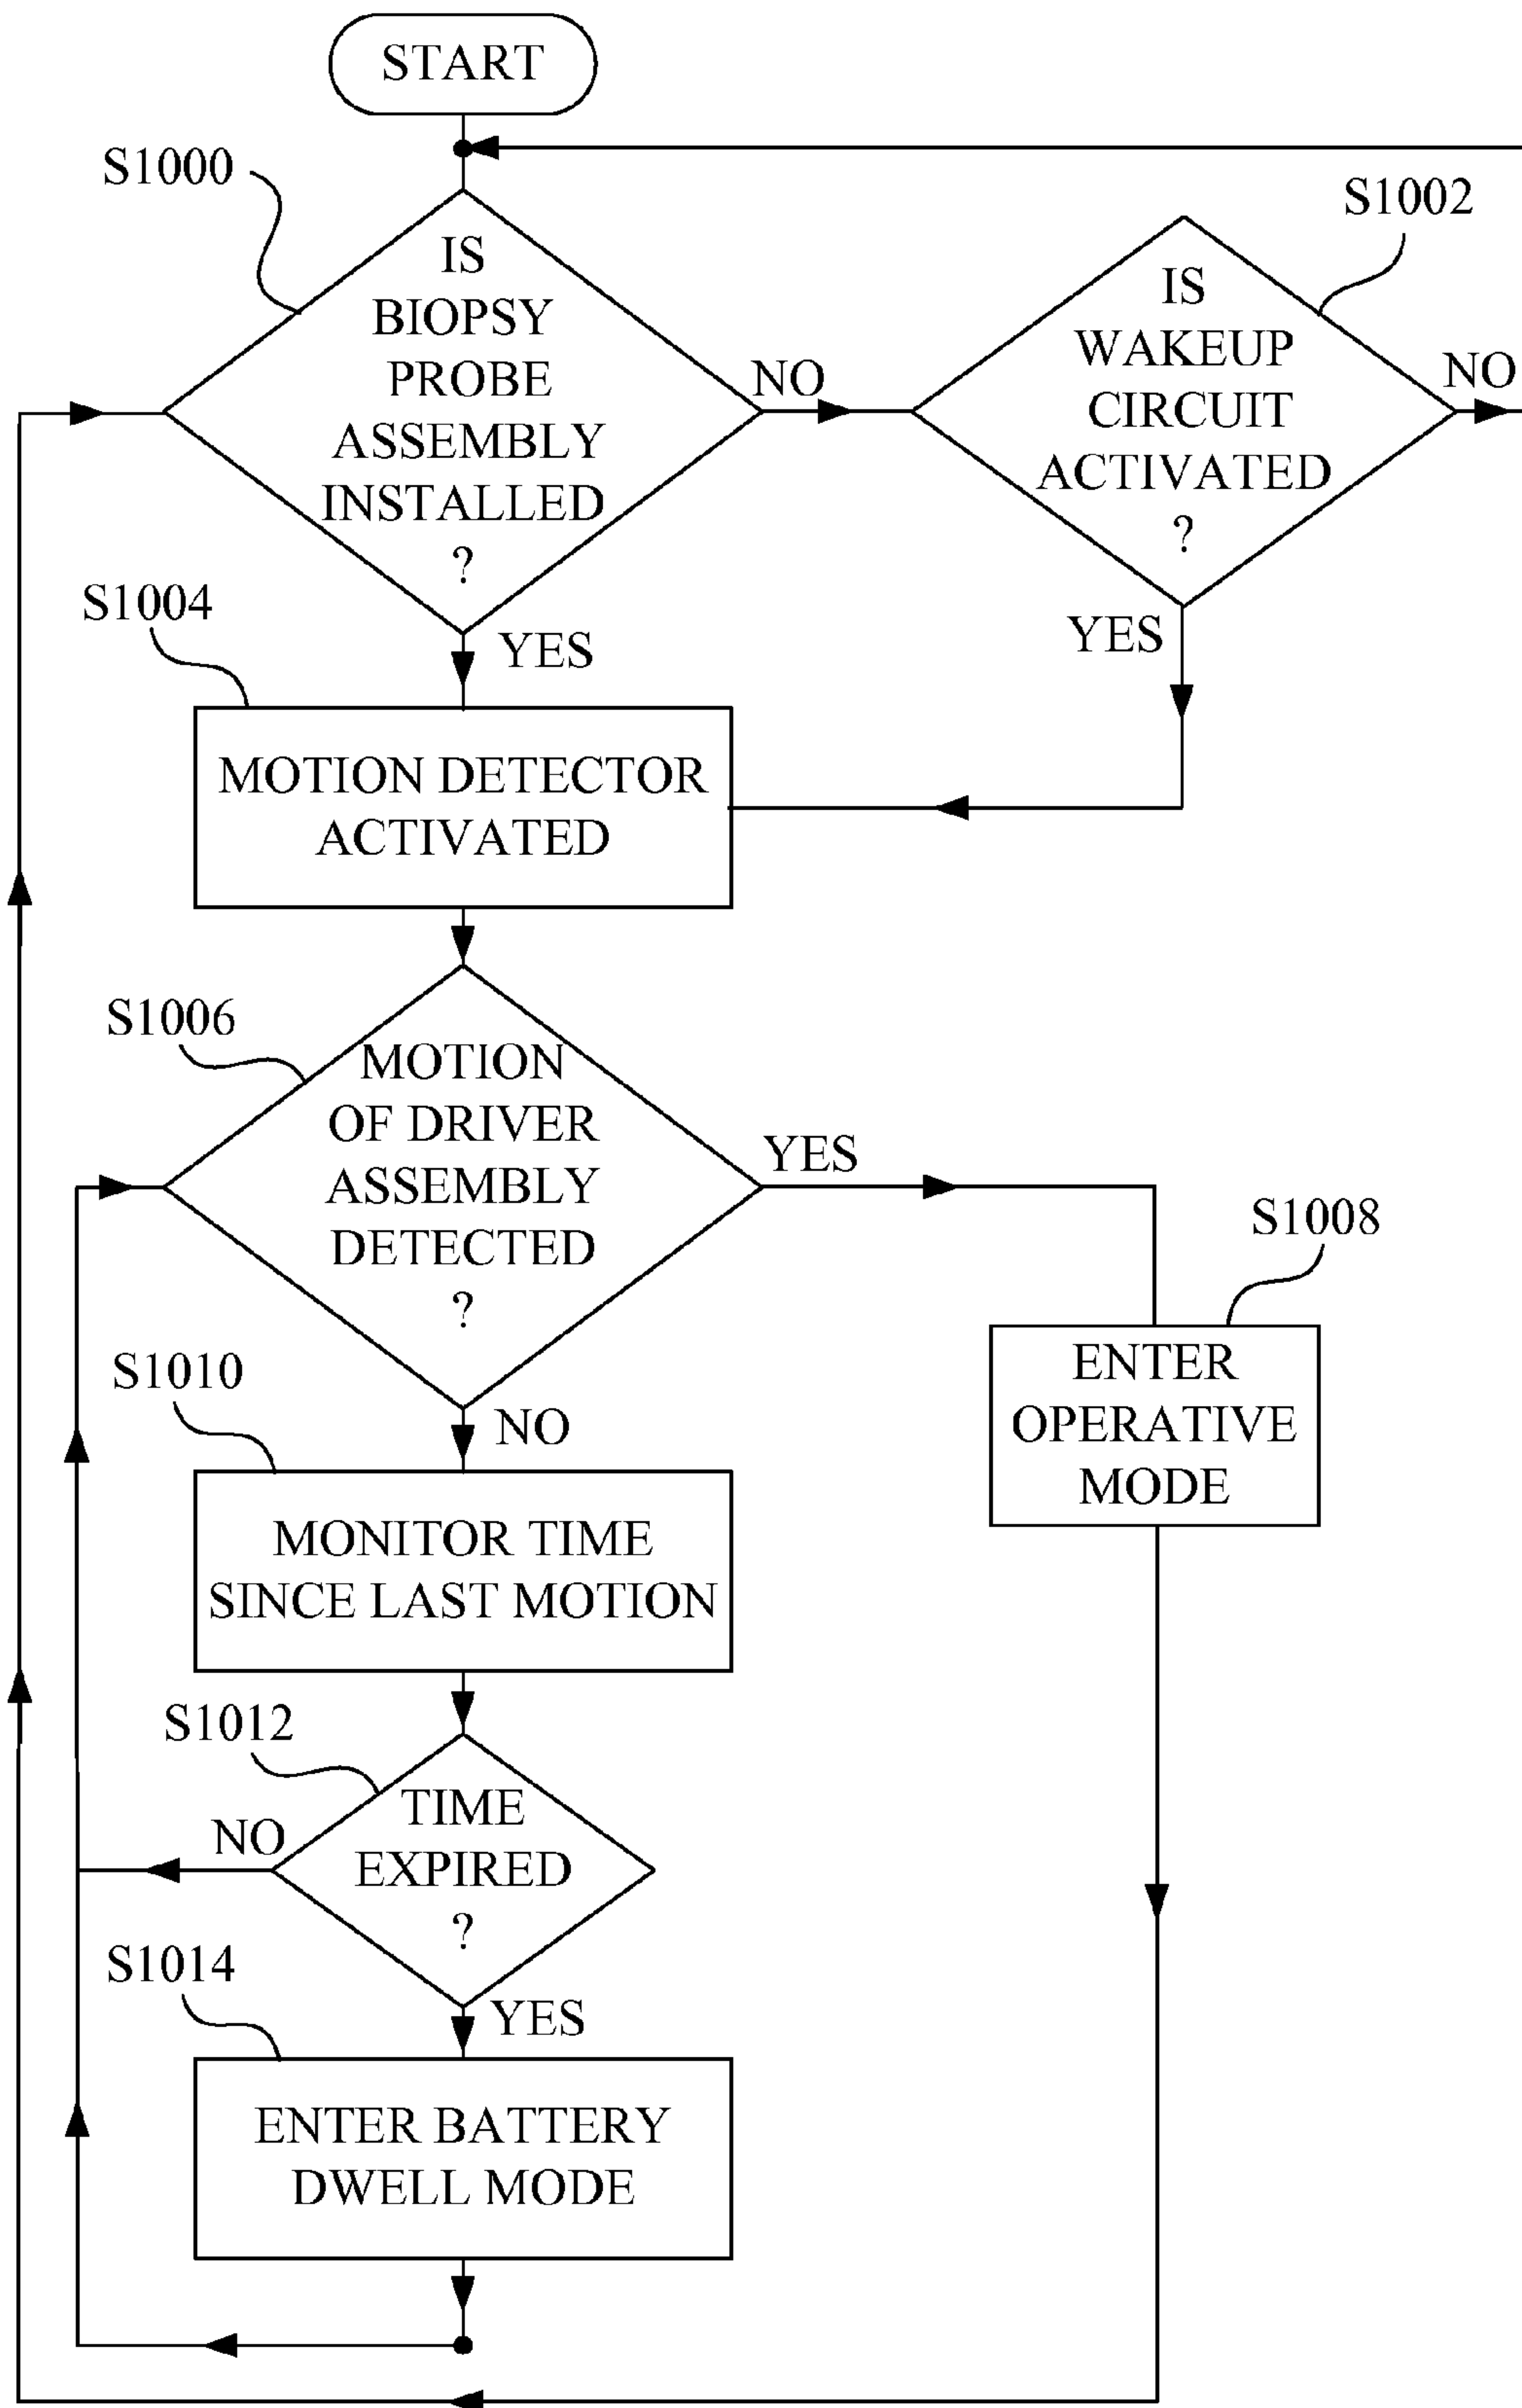 START
S1000
IS
BIOPSY
PROBE
ASSEMBLY
INSTALLED
?
NO
S1002
IS
WAKEUP
CIRCUIT
ACTIVATED
?
NO
YES
YES
S1004
MOTION DETECTOR
ACTIVATED
S1006
MOTION
OF DRIVER
ASSEMBLY
DETECTED
?
YES
S1008
ENTER
OPERATIVE
MODE
NO
S1010
MONITOR TIME
SINCE LAST MOTION
S1012
TIME
EXPIRED
?
NO
YES
S1014
ENTER BATTERY
DWELL MODE